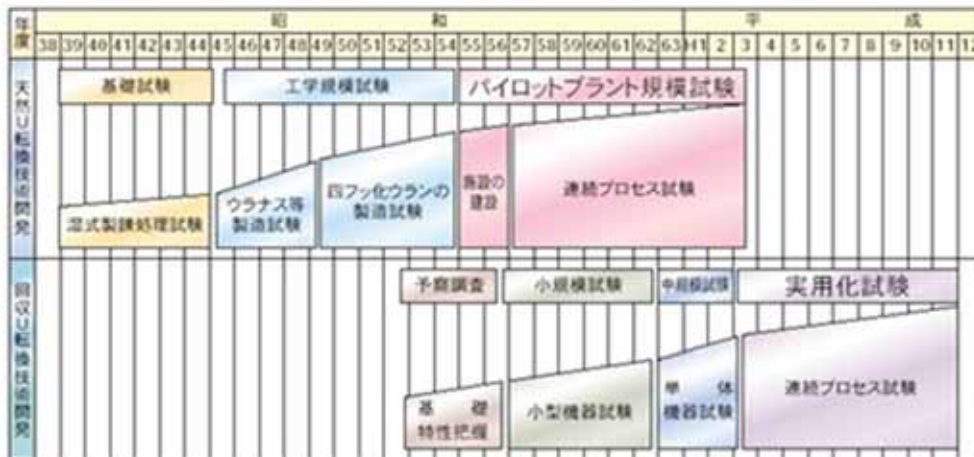 年度
昭和
平成
38 39 40 41 42 43 44 45 46 47 48 49 50 51 52 53 54 55 56 57 58 59 60 61 62 63 H1 2 3 4 5 6 7 8 9 10 11 12
天然U転換技術開発
基礎試験
工学規模試験
パイロットプラント規模試験
湿式製錬処理試験
ウラナス等
製造試験
四フッ化ウランの
製造試験
施設の
建設
連続プロセス試験
回収U転換技術開発
予察調査
小規模試験
中規模試験
実用化試験
基礎
特性把握
小型機器試験
単体
機器試験
連続プロセス試験